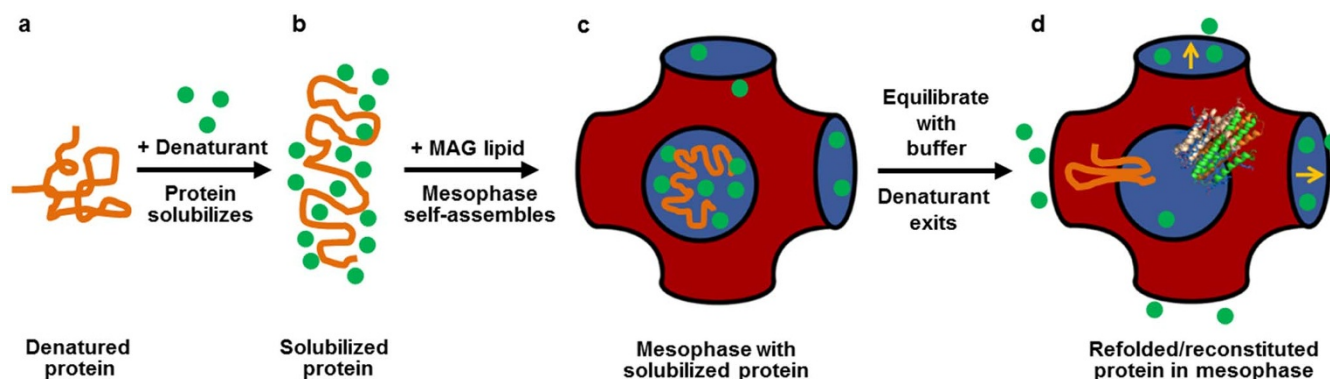 a
b
c
d
+ Denaturant
Protein
solubilizes
+ MAG lipid
Mesophase
self-assembles
Equilibrate
with
buffer
Denaturant
exits
Denatured
protein
Solubilized
protein
Mesophase with
solubilized protein
Refolded/reconstituted
protein in mesophase